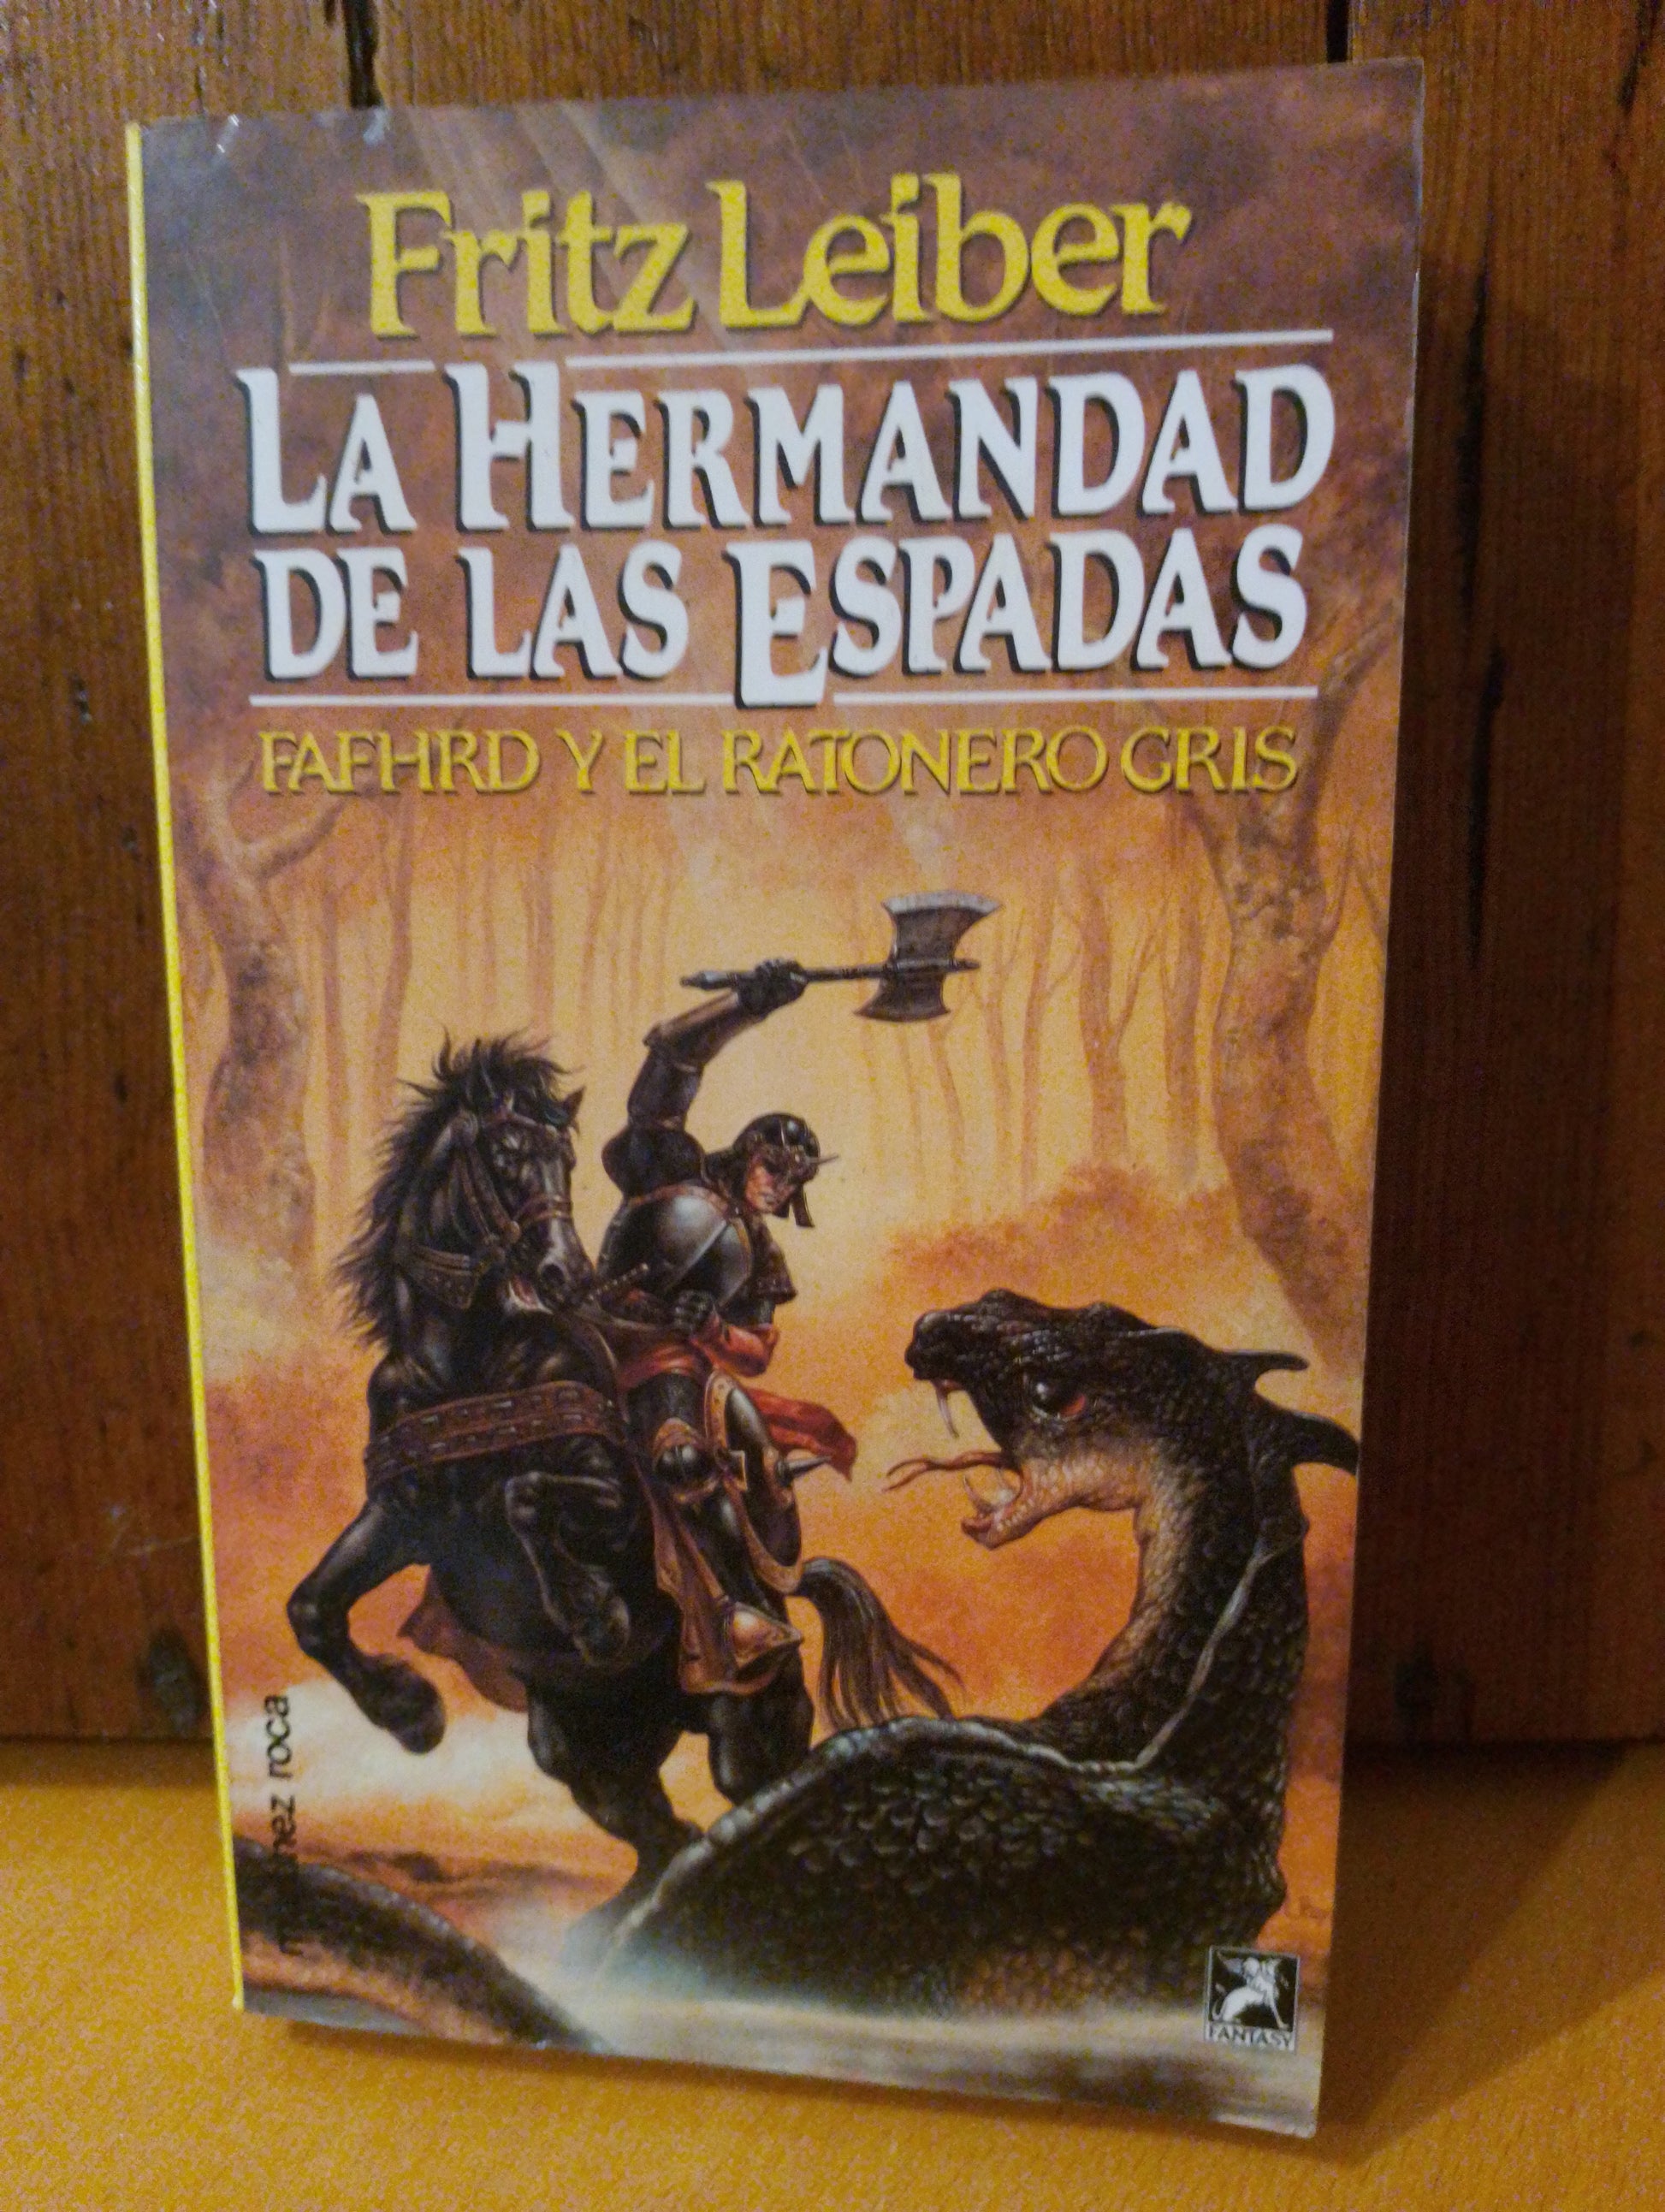 Fritz Leiber
LA HERMANDAD
DE LAS ESPADAS
FAFHRD Y EL RATONERO GRIS
roca
FANTASY